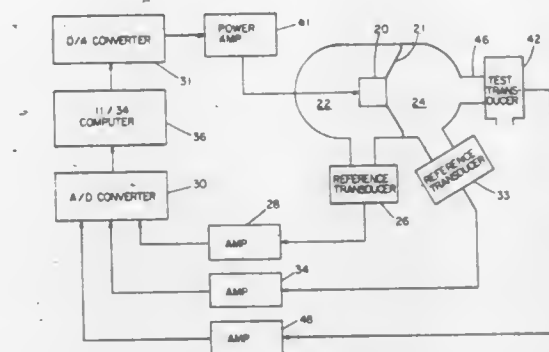 D/A CONVERTER
31
POWER
AMP
61
20
21
46
42
TEST
TRANS-
DUCER
22
24
11/34
COMPUTER
36
REFERENCE
TRANSDUCER
26
REFERENCE
TRANSDUCER
33
A/D CONVERTER
30
28
AMP
34
AMP
48
AMP